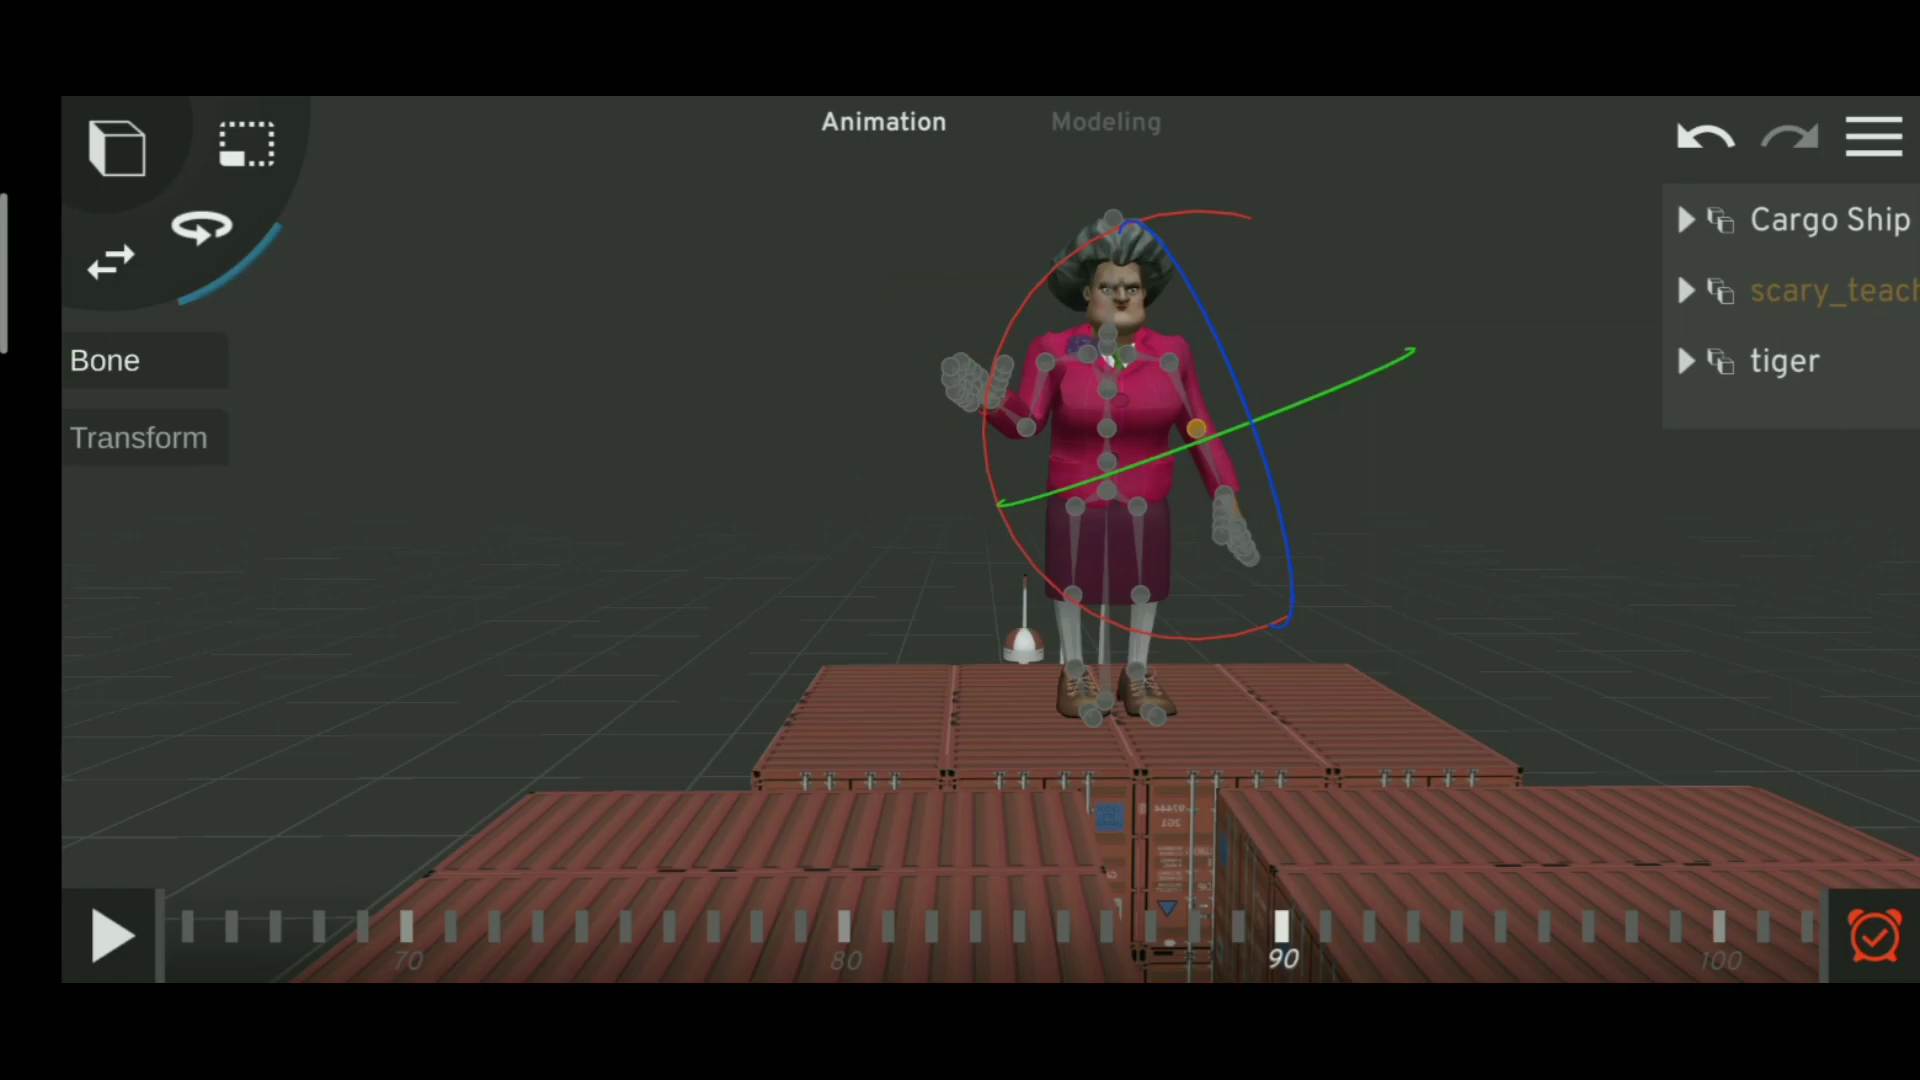 Animation
Modeling
Cargo Ship
scary_teach
tiger
Bone
Transform
70
80
90
100